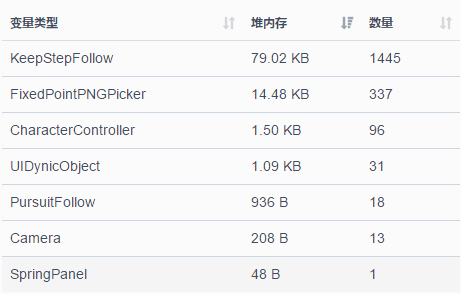 变量类型 堆内存 数量
KeepStepFollow 79.02 KB 1445
FixedPointPNGPicker 14.48 KB 337
CharacterController 1.50 KB 96
UIDynicObject 1.09 KB 31
PursuitFollow 936 B 18
Camera 208 B 13
SpringPanel 48 B 1